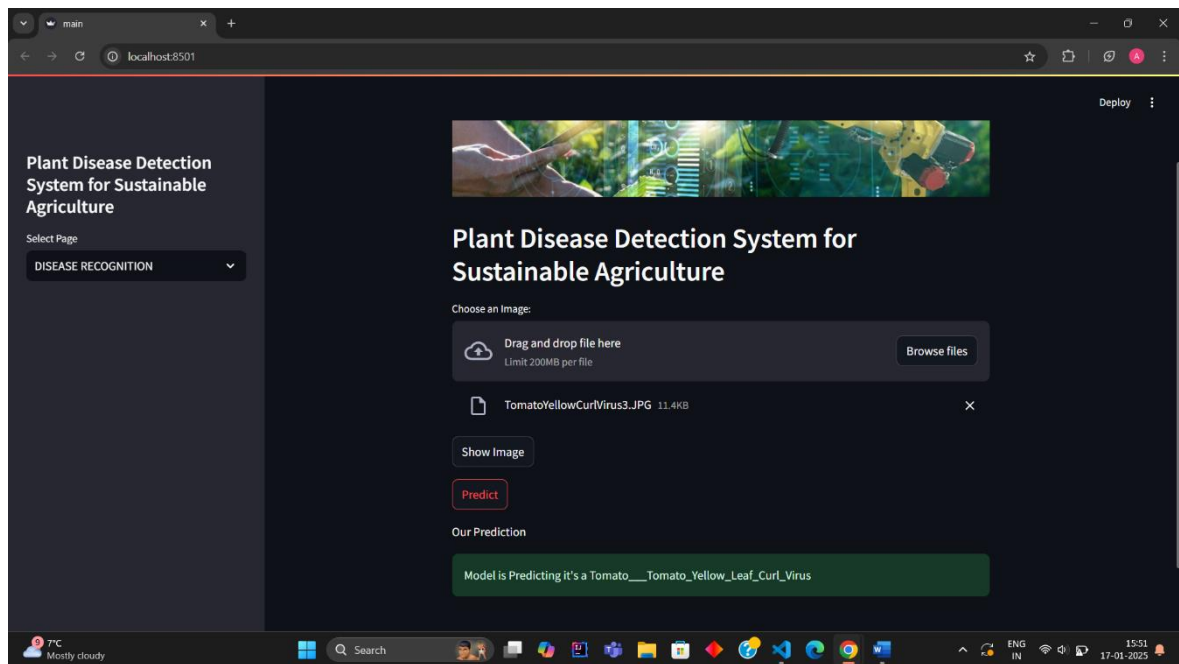 main
localhost:8501
A
Deploy
Plant Disease Detection
System for Sustainable
Agriculture
Select Page
DISEASE RECOGNITION
Plant Disease Detection System for
Sustainable Agriculture
Choose an Image:
Drag and drop file here
Limit 200MB per file
Browse files
TomatoYellowCurlVirus3.JPG 11.4KB
Show Image
Predict
Our Prediction
Model is Predicting it's a Tomato___Tomato_Yellow_Leaf_Curl_Virus
9
7°C
Mostly cloudy
Search
ENG
IN
15:51
17-01-2025